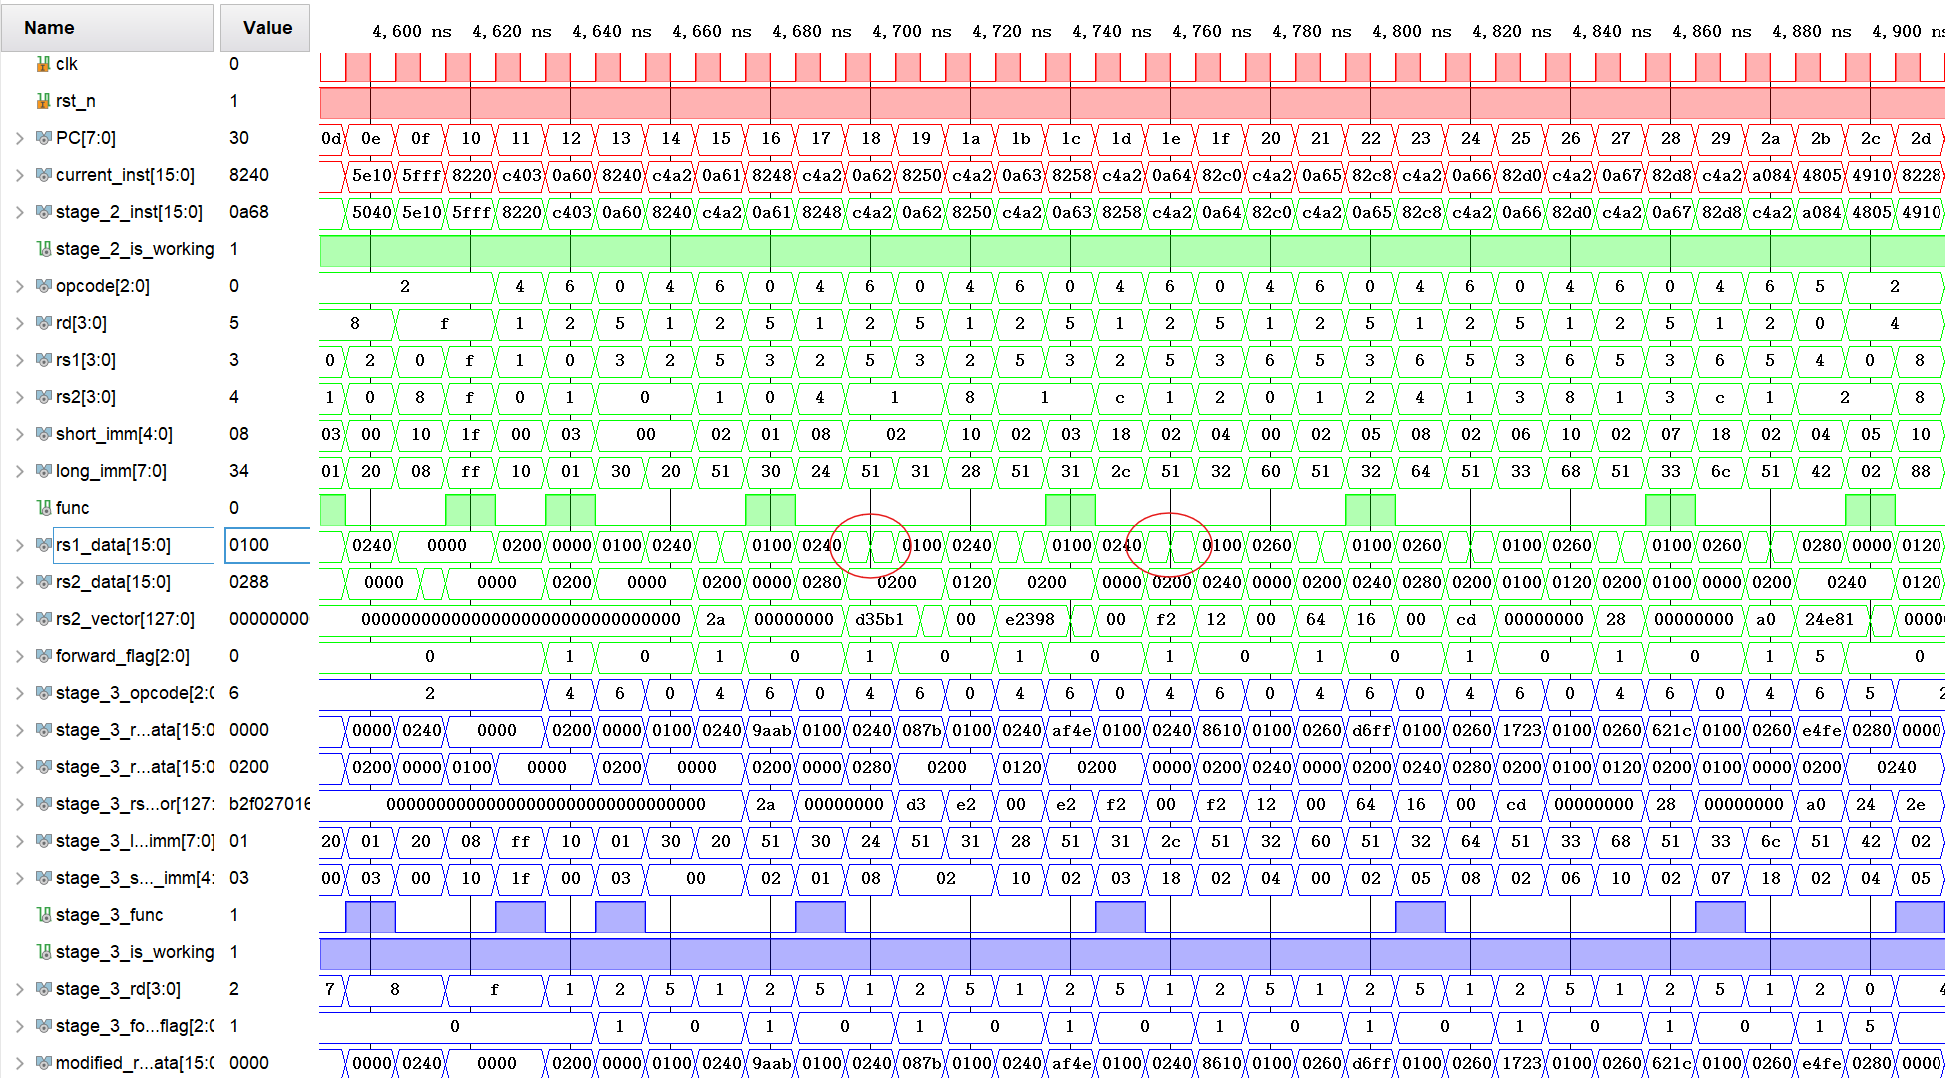 Name Value 4,600 ns 4,620 ns 4,640 ns 4,660 ns 4,680 ns 4,700 ns 4,720 ns 4,740 ns 4,760 ns 4,780 ns 4,800 ns 4,820 ns 4,840 ns 4,860 ns 4,880 ns 4,900 ns
clk 0
rst_n 1
PC[7:0] 30 0d 0e 0f 10 11 12 13 14 15 16 17 18 19 1a 1b 1c 1d 1e 1f 20 21 22 23 24 25 26 27 28 29 2a 2b 2c 2d
current_inst[15:0] 8240 5e10 5fff 8220 c403 0a60 8240 c4a2 0a61 8248 c4a2 0a62 8250 c4a2 0a63 8258 c4a2 0a64 82c0 c4a2 0a65 82c8 c4a2 0a66 82d0 c4a2 0a67 82d8 c4a2 a084 4805 4910 8228
stage_2_inst[15:0] 0a68 5040 5e10 5fff 8220 c403 0a60 8240 c4a2 0a61 8248 c4a2 0a62 8250 c4a2 0a63 8258 c4a2 0a64 82c0 c4a2 0a65 82c8 c4a2 0a66 82d0 c4a2 0a67 82d8 c4a2 a084 4805 4910
stage_2_is_working 1
opcode[2:0] 0 2 4 6 0 4 6 0 4 6 0 4 6 0 4 6 0 4 6 0 4 6 0 4 6 0 4 6 5 2
rd[3:0] 5 8 f 1 2 5 1 2 5 1 2 5 1 2 5 1 2 5 1 2 5 1 2 5 1 2 5 1 2 0 4
rs1[3:0] 3 0 2 0 f 1 0 3 2 5 3 2 5 3 2 5 3 2 5 3 6 5 3 6 5 3 6 5 3 6 5 4 0 8
rs2[3:0] 4 1 0 8 f 0 1 0 1 0 4 1 8 1 c 1 2 0 1 2 4 1 3 8 1 3 c 1 2 8
short_imm[4:0] 08 03 00 10 1f 00 03 00 02 01 08 02 10 02 03 18 02 04 00 02 05 08 02 06 10 02 07 18 02 04 05 10
long_imm[7:0] 34 01 20 08 ff 10 01 30 20 51 30 24 51 31 28 51 31 2c 51 32 60 51 32 64 51 33 68 51 33 6c 51 42 02 88
func 0
rs1_data[15:0] 0100 0240 0000 0200 0000 0100 0240 0100 0240 0100 0240 0100 0240 0100 0260 0100 0260 0100 0260 0100 0260 0280 0000 0120
rs2_data[15:0] 0288 0000 0000 0200 0000 0200 0000 0280 0200 0120 0200 0000 0200 0240 0000 0200 0240 0280 0200 0100 0120 0200 0100 0000 0200 0240 0120
rs2_vector[127:0] 00000000 00000000000000000000000000000000 2a 00000000 d35b1 00 e2398 00 f2 12 00 64 16 00 cd 00000000 28 00000000 a0 24e81 0000
forward_flag[2:0] 0 0 1 0 1 0 1 0 1 0 1 0 1 0 1 0 1 0 1 5 0
stage_3_opcode[2:0 6 2 4 6 0 4 6 0 4 6 0 4 6 0 4 6 0 4 6 0 4 6 0 4 6 0 4 6 5 2
stage_3_r...ata[15:0 0000 0000 0240 0000 0200 0000 0100 0240 9aab 0100 0240 087b 0100 0240 af4e 0100 0240 8610 0100 0260 d6ff 0100 0260 1723 0100 0260 621c 0100 0260 e4fe 0280 0000
stage_3_r...ata[15:0 0200 0200 0000 0100 0000 0200 0000 0200 0000 0280 0200 0120 0200 0000 0200 0240 0000 0200 0240 0280 0200 0100 0120 0200 0100 0000 0200 0240
stage_3_rs...or[127: b2f02701 00000000000000000000000000000000 2a 00000000 d3 e2 00 e2 f2 00 f2 12 00 64 16 00 cd 00000000 28 00000000 a0 24 2e
stage_3_l...imm[7:0] 01 20 01 20 08 ff 10 01 30 20 51 30 24 51 31 28 51 31 2c 51 32 60 51 32 64 51 33 68 51 33 6c 51 42 02
stage_3_s..._imm[4: 03 00 03 00 10 1f 00 03 00 02 01 08 02 10 02 03 18 02 04 00 02 05 08 02 06 10 02 07 18 02 04 05
stage_3_func 1
stage_3_is_working 1
stage_3_rd[3:0] 2 7 8 f 1 2 5 1 2 5 1 2 5 1 2 5 1 2 5 1 2 5 1 2 5 1 2 5 1 2 5 1 2 0 4
stage_3_fo...flag[2:0 1 0 1 0 1 0 1 0 1 0 1 0 1 0 1 0 1 0 1 5
modified_r...ata[15:0 0000 0000 0240 0000 0200 0000 0100 0240 9aab 0100 0240 087b 0100 0240 af4e 0100 0240 8610 0100 0260 d6ff 0100 0260 1723 0100 0260 621c 0100 0260 e4fe 0280 0000